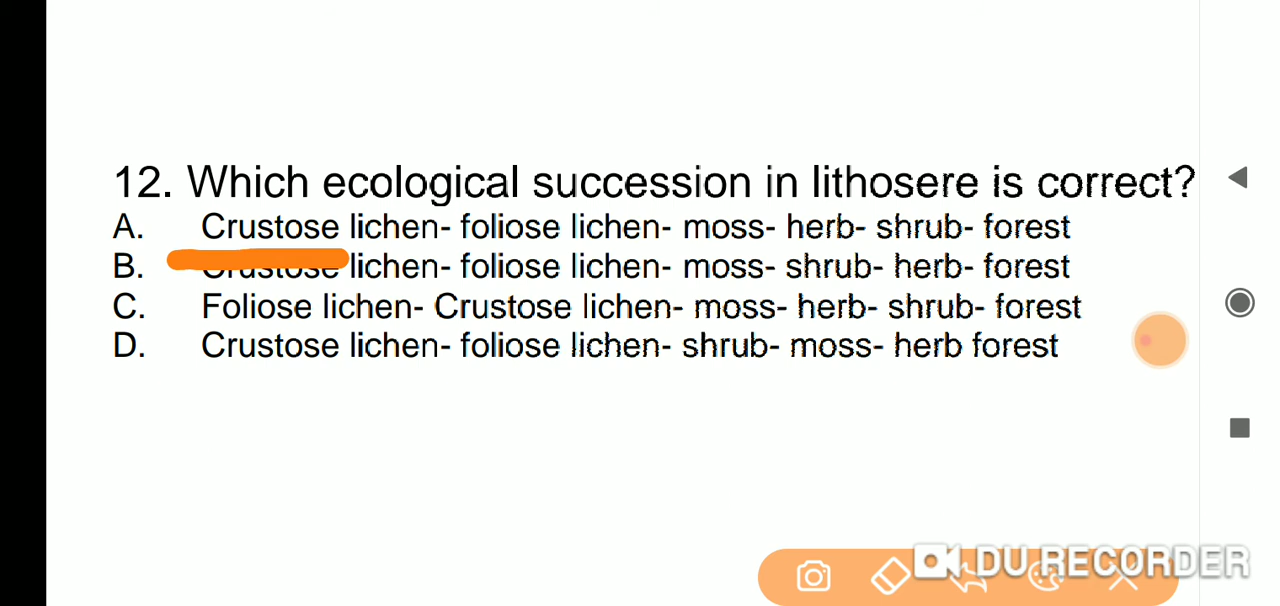 12. Which ecological succession in lithosere is correct?
A. Crustose lichen- foliose lichen- moss- herb- shrub- forest
B. Crustose lichen- foliose lichen- moss- shrub- herb- forest
C. Foliose lichen- Crustose lichen- moss- herb- shrub- forest
D. Crustose lichen- foliose lichen- shrub- moss- herb forest
DU RECORDER